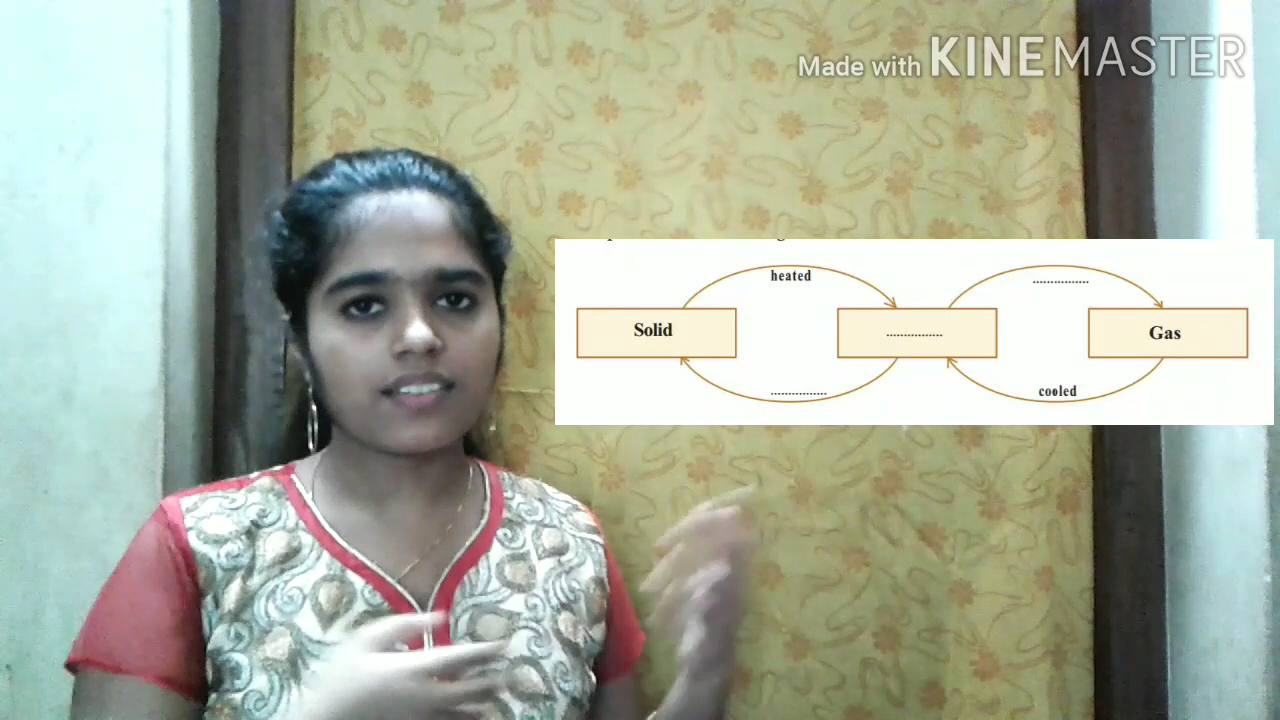 Made with KINEMASTER
heated
................
Solid
................
Gas
................
cooled